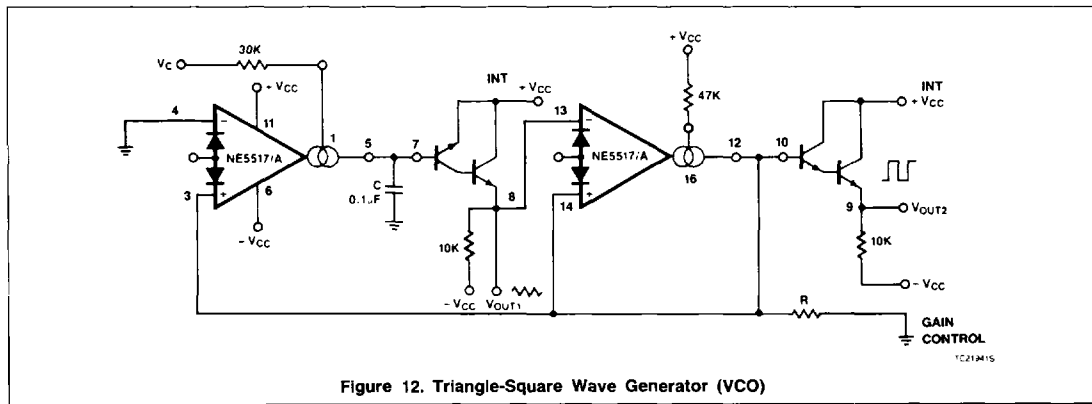 + VCC
30K
VC
INT
+ VCC
+ VCC
47K
INT
+ VCC
4
11
1
5
7
13
12
10
NE5517/A
NE5517/A
−
+
−
+
3
6
− VCC
C
0.1µF
8
14
16
9
VOUT2
10K
10K
− VCC
VOUT1
− VCC
R
GAIN
CONTROL
Figure 12. Triangle-Square Wave Generator (VCO)